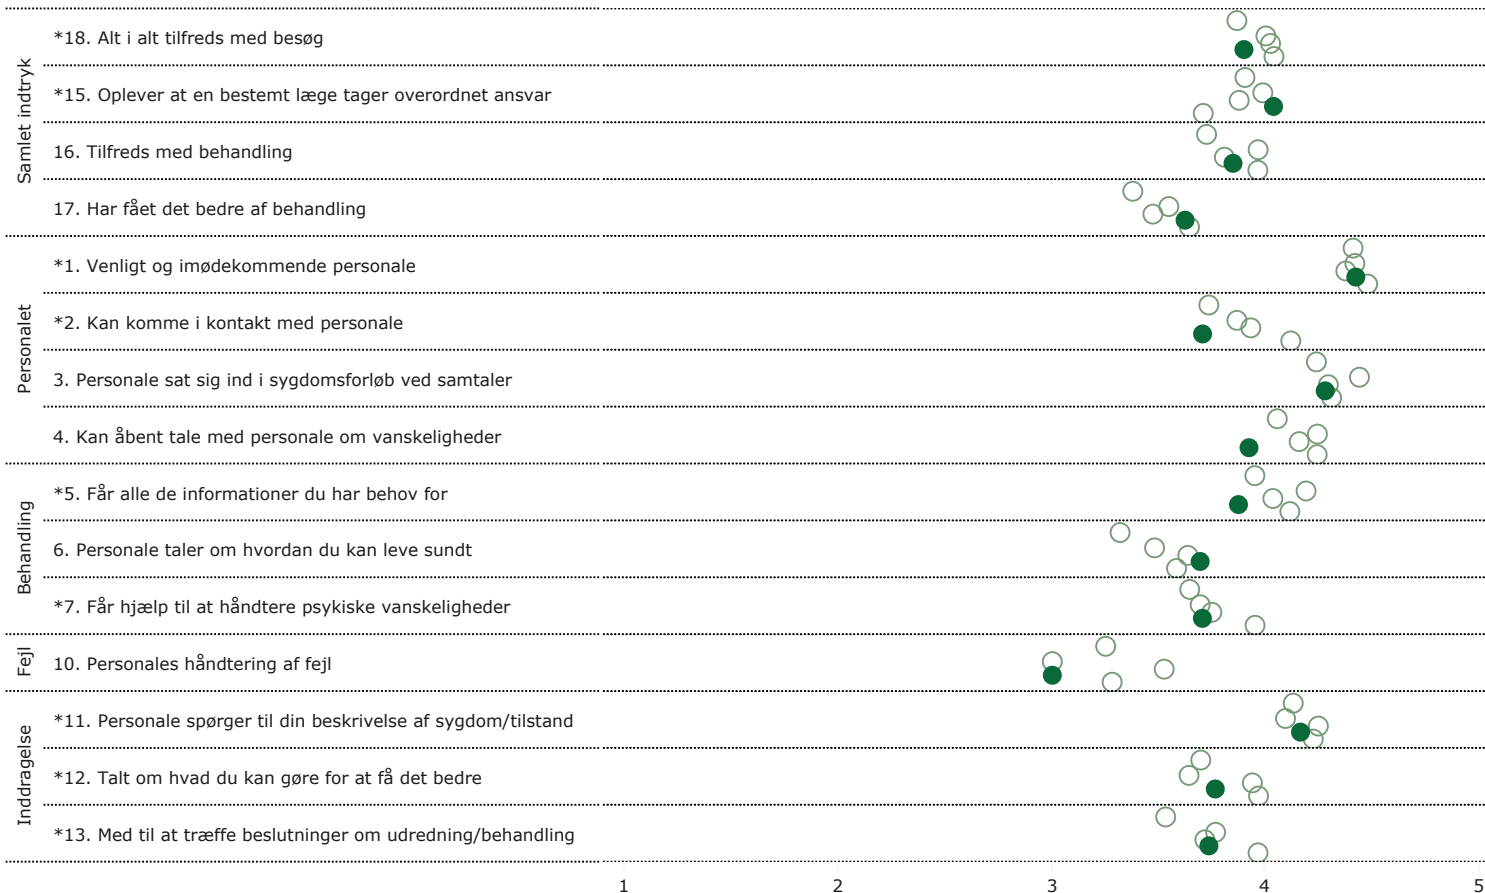 Samlet indtryk
*18. Alt i alt tilfreds med besøg
*15. Oplever at en bestemt læge tager overordnet ansvar
16. Tilfreds med behandling
17. Har fået det bedre af behandling
Personalet
*1. Venligt og imødekommende personale
*2. Kan komme i kontakt med personale
3. Personale sat sig ind i sygdomsforløb ved samtaler
4. Kan åbent tale med personale om vanskeligheder
Behandling
*5. Får alle de informationer du har behov for
6. Personale taler om hvordan du kan leve sundt
*7. Får hjælp til at håndtere psykiske vanskeligheder
Fejl
10. Personales håndtering af fejl
Inddragelse
*11. Personale spørger til din beskrivelse af sygdom/tilstand
*12. Talt om hvad du kan gøre for at få det bedre
*13. Med til at træffe beslutninger om udredning/behandling
1 2 3 4 5